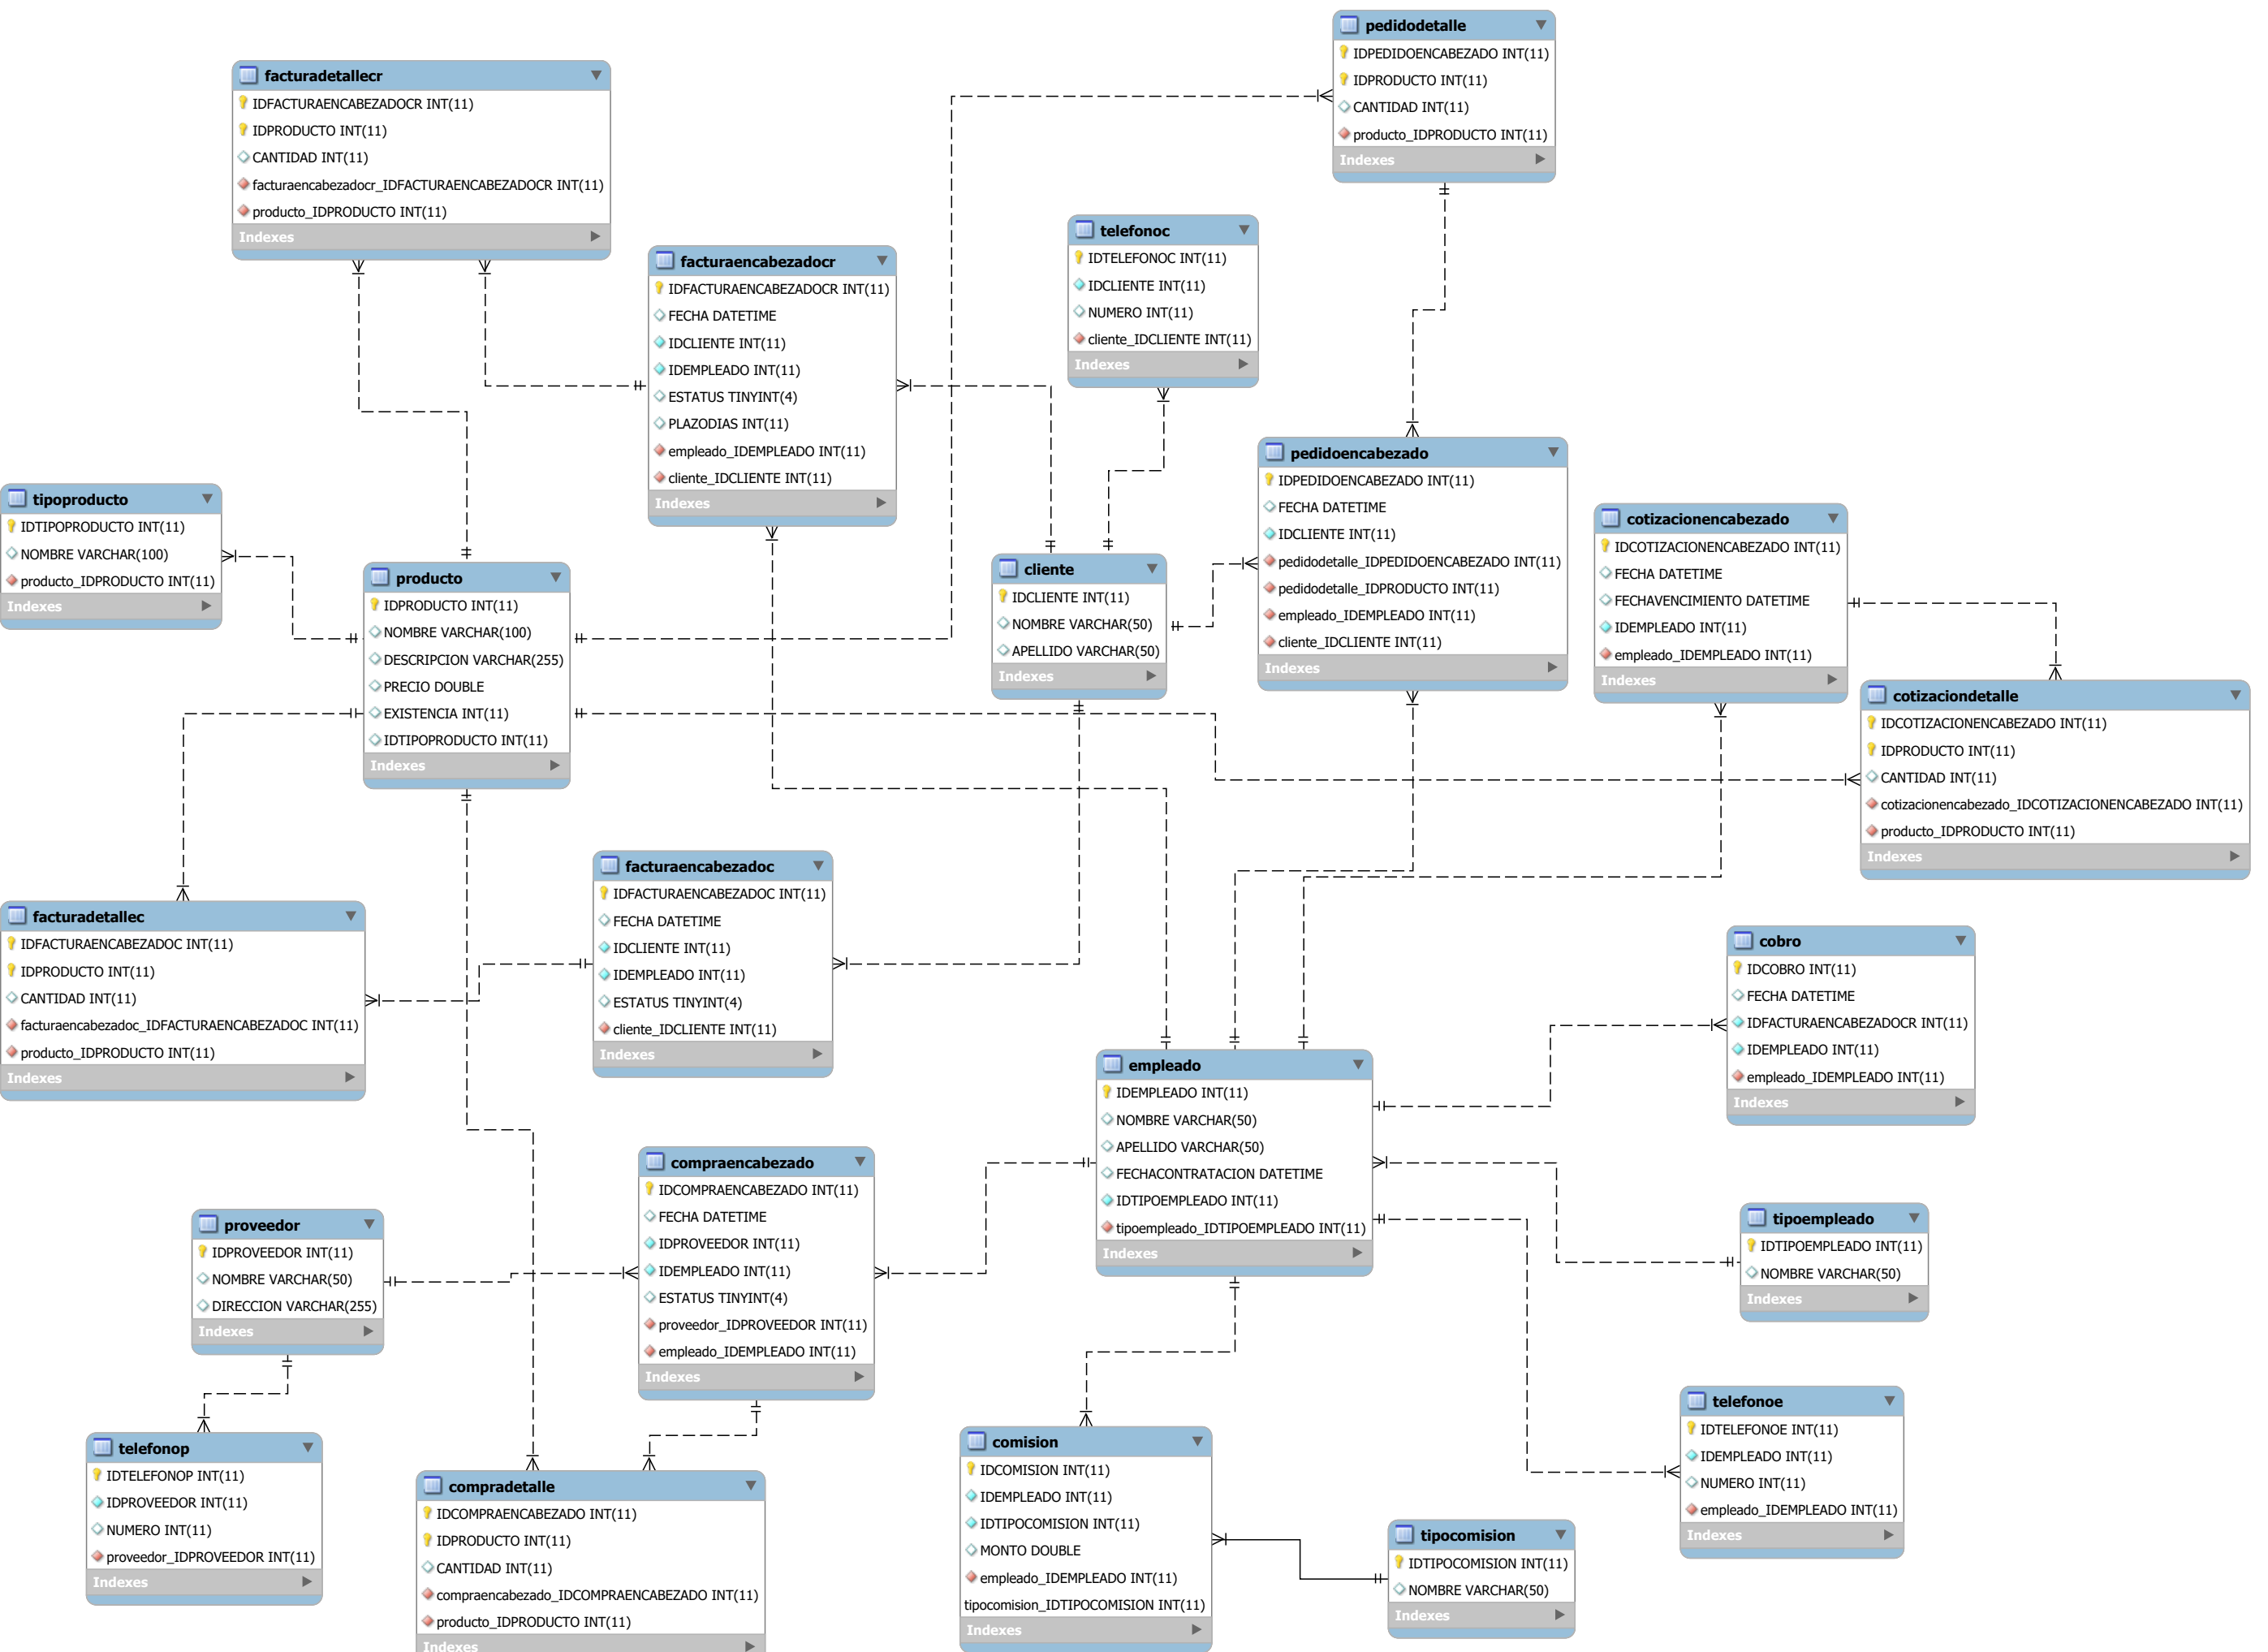 pedidodetalle
IDPEDIDOENCABEZADO INT(11)
IDPRODUCTO INT(11)
CANTIDAD INT(11)
producto_IDPRODUCTO INT(11)
Indexes
facturadetallecr
IDFACTURAENCABEZADOCR INT(11)
IDPRODUCTO INT(11)
CANTIDAD INT(11)
facturaencabezadocr_IDFACTURAENCABEZADOCR INT(11)
producto_IDPRODUCTO INT(11)
Indexes
facturaencabezadocr
IDFACTURAENCABEZADOCR INT(11)
FECHA DATETIME
IDCLIENTE INT(11)
IDEMPLEADO INT(11)
ESTATUS TINYINT(4)
PLAZODIAS INT(11)
empleado_IDEMPLEADO INT(11)
cliente_IDCLIENTE INT(11)
Indexes
telefonoc
IDTELEFONOC INT(11)
IDCLIENTE INT(11)
NUMERO INT(11)
cliente_IDCLIENTE INT(11)
Indexes
pedidoencabezado
IDPEDIDOENCABEZADO INT(11)
FECHA DATETIME
IDCLIENTE INT(11)
pedidodetalle_IDPEDIDOENCABEZADO INT(11)
pedidodetalle_IDPRODUCTO INT(11)
empleado_IDEMPLEADO INT(11)
cliente_IDCLIENTE INT(11)
Indexes
tipoproducto
IDTIPOPRODUCTO INT(11)
NOMBRE VARCHAR(100)
producto_IDPRODUCTO INT(11)
Indexes
producto
IDPRODUCTO INT(11)
NOMBRE VARCHAR(100)
DESCRIPCION VARCHAR(255)
PRECIO DOUBLE
EXISTENCIA INT(11)
IDTIPOPRODUCTO INT(11)
Indexes
cliente
IDCLIENTE INT(11)
NOMBRE VARCHAR(50)
APELLIDO VARCHAR(50)
Indexes
cotizacionencabezado
IDCOTIZACIONENCABEZADO INT(11)
FECHA DATETIME
FECHAVENCIMIENTO DATETIME
IDEMPLEADO INT(11)
empleado_IDEMPLEADO INT(11)
Indexes
cotizaciondetalle
IDCOTIZACIONENCABEZADO INT(11)
IDPRODUCTO INT(11)
CANTIDAD INT(11)
cotizacionencabezado_IDCOTIZACIONENCABEZADO INT(11)
producto_IDPRODUCTO INT(11)
Indexes
facturadetallec
IDFACTURAENCABEZADOC INT(11)
IDPRODUCTO INT(11)
CANTIDAD INT(11)
facturaencabezadoc_IDFACTURAENCABEZADOC INT(11)
producto_IDPRODUCTO INT(11)
Indexes
facturaencabezadoc
IDFACTURAENCABEZADOC INT(11)
FECHA DATETIME
IDCLIENTE INT(11)
IDEMPLEADO INT(11)
ESTATUS TINYINT(4)
cliente_IDCLIENTE INT(11)
Indexes
cobro
IDCOBRO INT(11)
FECHA DATETIME
IDFACTURAENCABEZADOCR INT(11)
IDEMPLEADO INT(11)
empleado_IDEMPLEADO INT(11)
Indexes
empleado
IDEMPLEADO INT(11)
NOMBRE VARCHAR(50)
APELLIDO VARCHAR(50)
FECHACONTRATACION DATETIME
IDTIPOEMPLEADO INT(11)
tipoempleado_IDTIPOEMPLEADO INT(11)
Indexes
compraencabezado
IDCOMPRAENCABEZADO INT(11)
FECHA DATETIME
IDPROVEEDOR INT(11)
IDEMPLEADO INT(11)
ESTATUS TINYINT(4)
proveedor_IDPROVEEDOR INT(11)
empleado_IDEMPLEADO INT(11)
Indexes
proveedor
IDPROVEEDOR INT(11)
NOMBRE VARCHAR(50)
DIRECCION VARCHAR(255)
Indexes
tipoempleado
IDTIPOEMPLEADO INT(11)
NOMBRE VARCHAR(50)
Indexes
telefonop
IDTELEFONOP INT(11)
IDPROVEEDOR INT(11)
NUMERO INT(11)
proveedor_IDPROVEEDOR INT(11)
Indexes
compradetalle
IDCOMPRAENCABEZADO INT(11)
IDPRODUCTO INT(11)
CANTIDAD INT(11)
compraencabezado_IDCOMPRAENCABEZADO INT(11)
producto_IDPRODUCTO INT(11)
Indexes
comision
IDCOMISION INT(11)
IDEMPLEADO INT(11)
IDTIPOCOMISION INT(11)
MONTO DOUBLE
empleado_IDEMPLEADO INT(11)
tipocomision_IDTIPOCOMISION INT(11)
Indexes
telefonoe
IDTELEFONOE INT(11)
IDEMPLEADO INT(11)
NUMERO INT(11)
empleado_IDEMPLEADO INT(11)
Indexes
tipocomision
IDTIPOCOMISION INT(11)
NOMBRE VARCHAR(50)
Indexes